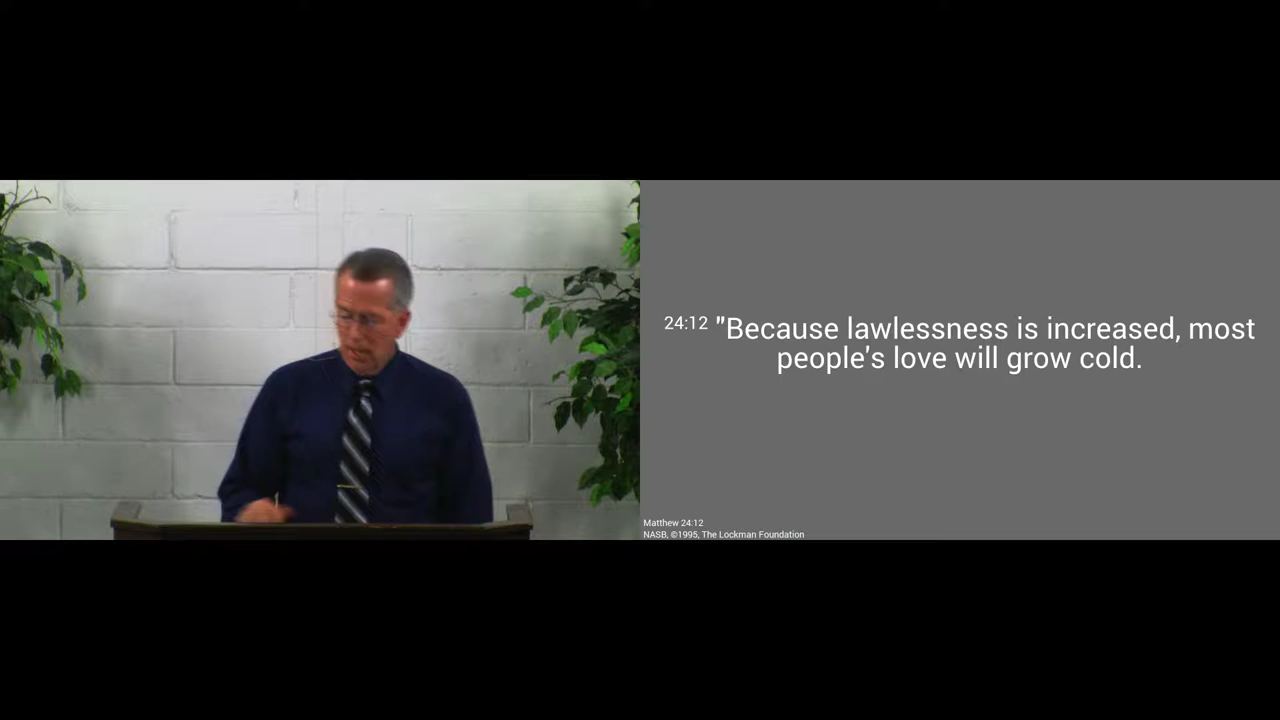 24:12 "Because lawlessness is increased, most
people's love will grow cold.
Matthew 24:12
NASB, ©1995, The Lockman Foundation